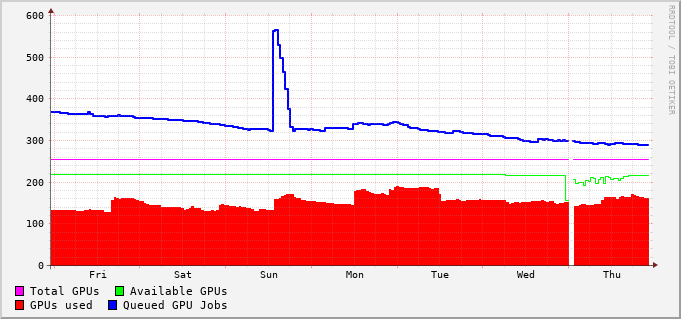 600
500
400
300
200
100
0
Fri Sat Sun Mon Tue Wed Thu
Total GPUs Available GPUs
GPUs used Queued GPU Jobs
RRDTOOL / TOBI OETIKER